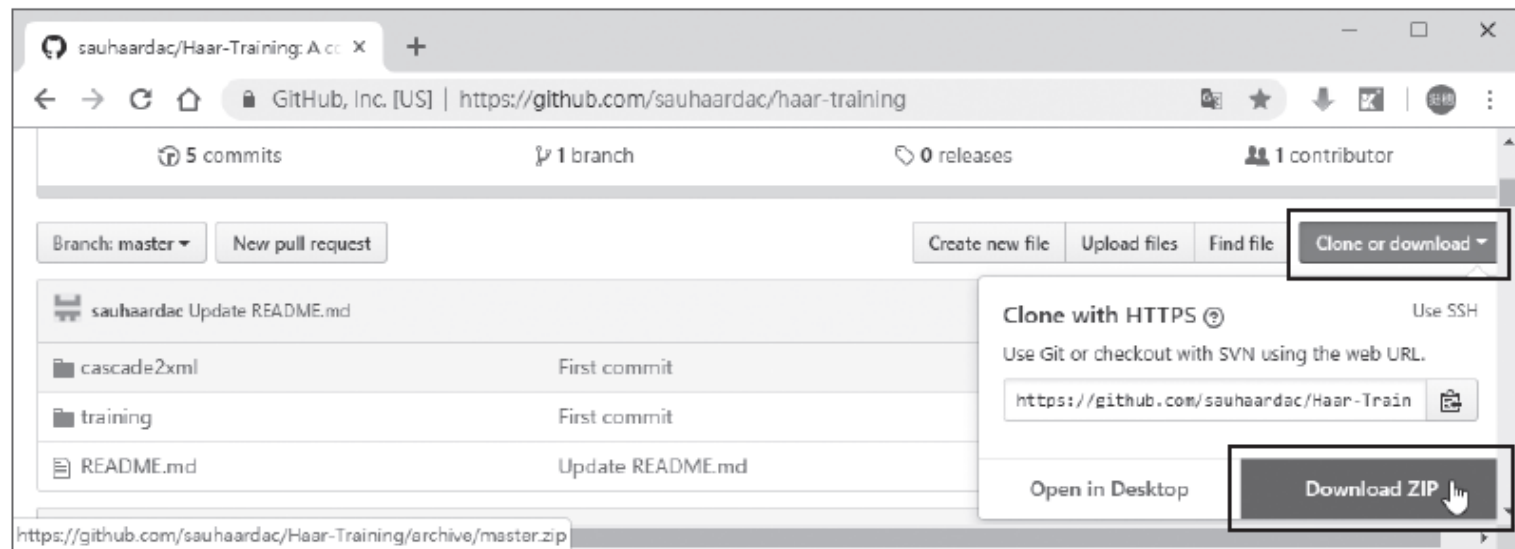 sauhaardac/Haar-Training: A cc
GitHub, Inc. [US] | https://github.com/sauhaardac/haar-training
5 commits 1 branch 0 releases 1 contributor
Branch: master New pull request Create new file Upload files Find file Clone or download
sauhaardac Update README.md
Clone with HTTPS Use SSH
Use Git or checkout with SVN using the web URL.
cascade2xml First commit
https://github.com/sauhaardac/Haar-Train
training First commit
README.md Update README.md
Open in Desktop Download ZIP
https://github.com/sauhaardac/Haar-Training/archive/master.zip